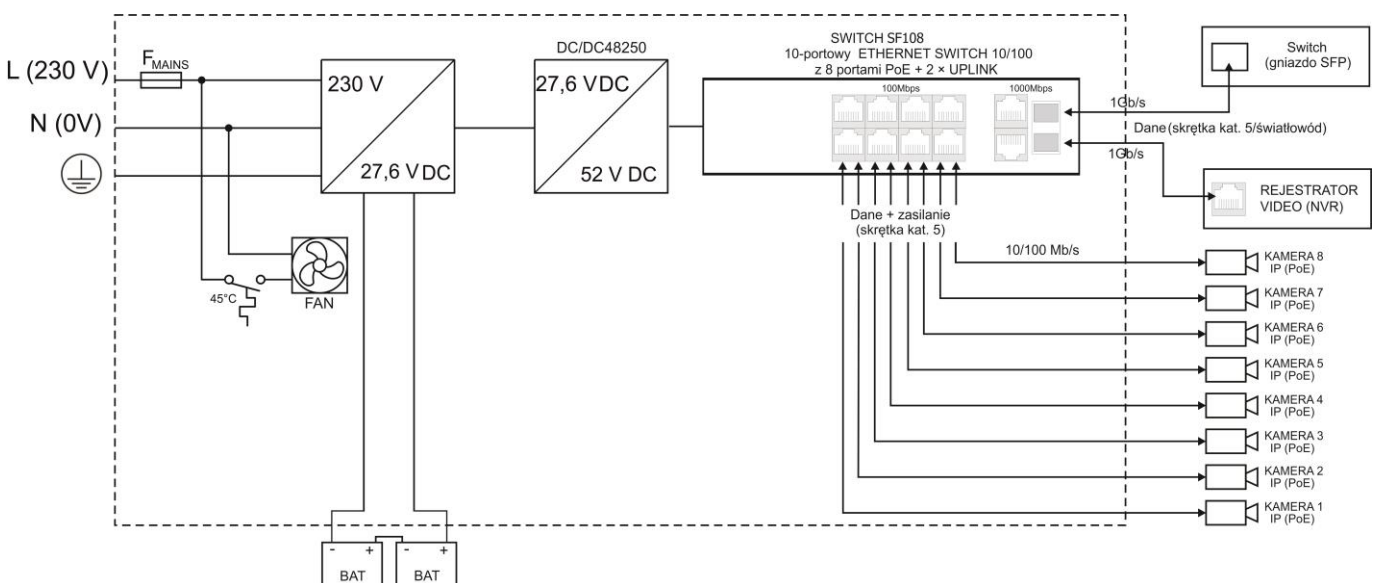 SWITCH SF108
10-portowy ETHERNET SWITCH 10/100
z 8 portami PoE + 2 × UPLINK
DC/DC48250
L (230 V)
F MAINS
230 V
27,6 V DC
27,6 V DC
52 V DC
N (0V)
100Mbps
1000Mbps
1Gb/s
Switch
(gniazdo SFP)
Dane (skrętka kat. 5/światłowód)
1Gb/s
REJESTRATOR
VIDEO (NVR)
Dane + zasilanie
(skrętka kat. 5)
10/100 Mb/s
45°C
FAN
KAMERA 8
IP (PoE)
KAMERA 7
IP (PoE)
KAMERA 6
IP (PoE)
KAMERA 5
IP (PoE)
KAMERA 4
IP (PoE)
KAMERA 3
IP (PoE)
KAMERA 2
IP (PoE)
KAMERA 1
IP (PoE)
- + - +
BAT BAT